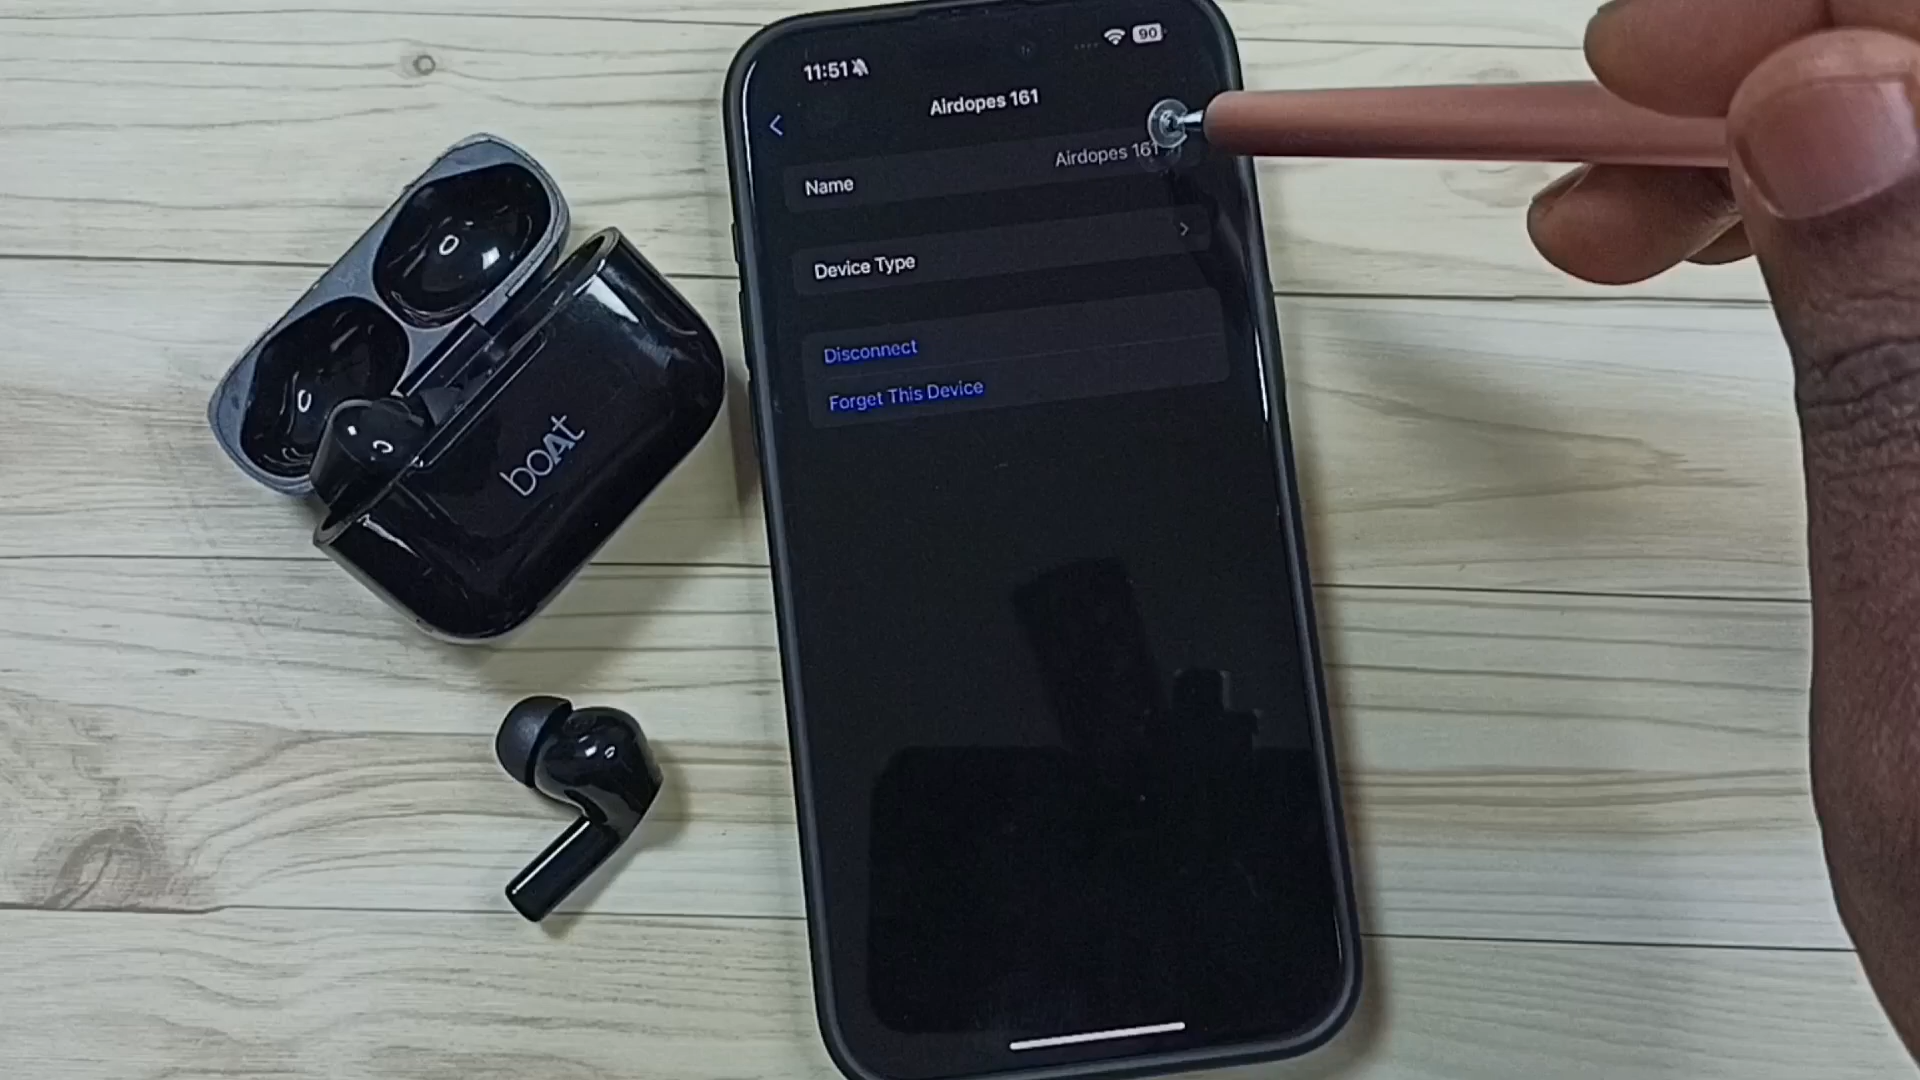 11:51
90
Airdopes 161
Name
Airdopes 161
Device Type
Disconnect
Forget This Device
boAt